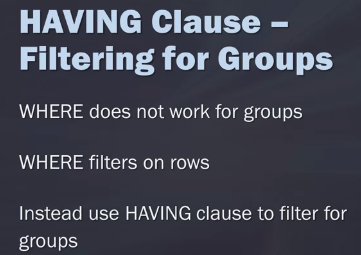 HAVING Clause –
Filtering for Groups
WHERE does not work for groups
WHERE filters on rows
Instead use HAVING clause to filter for
groups